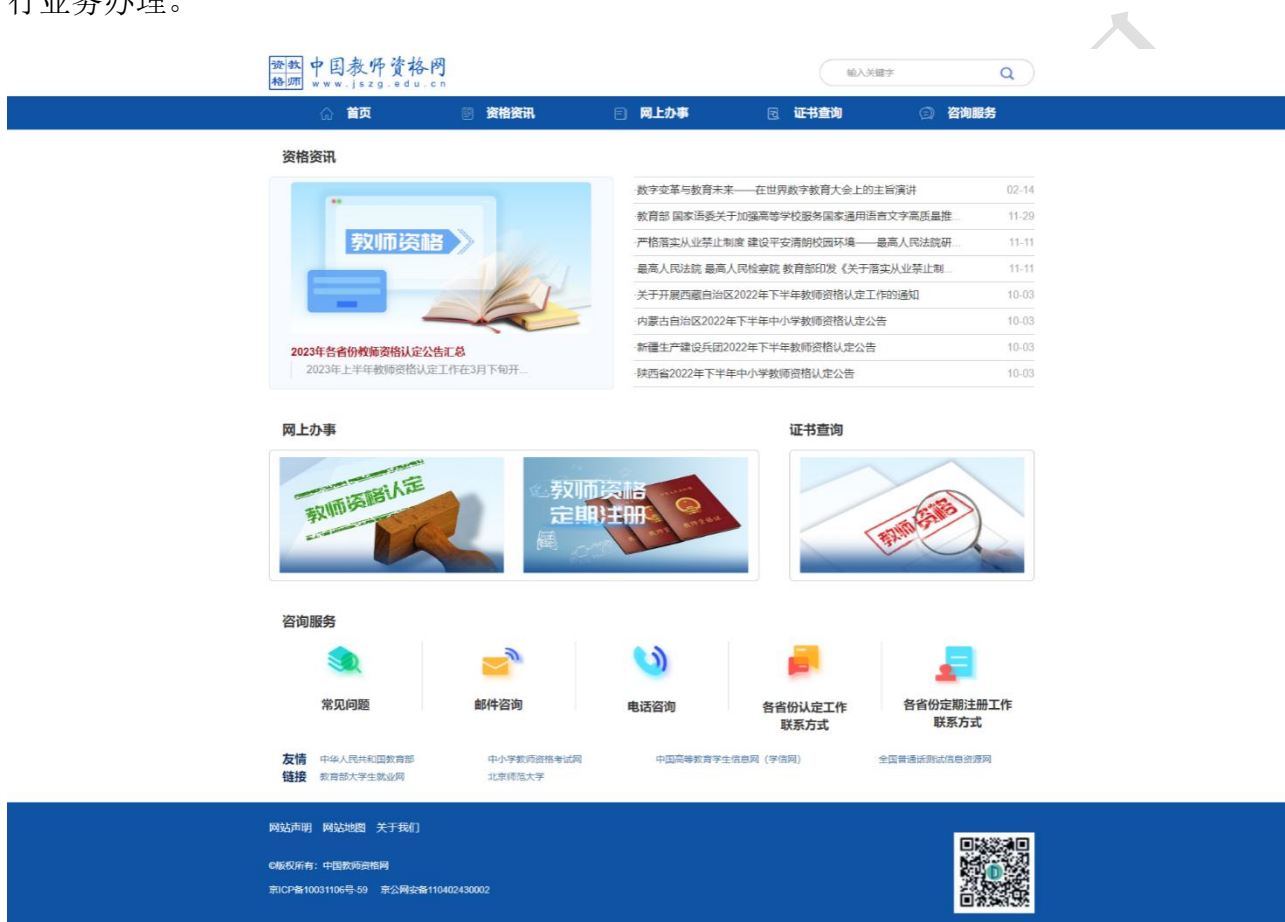 行业务办理。
资教
格师
中国教师资格网
www.jszg.edu.cn
输入关键字
首页 资格资讯 网上办事 证书查询 咨询服务
资格资讯
教师资格
2023年各省份教师资格认定公告汇总
2023年上半年教师资格认定工作在3月下旬开...
·数字变革与教育未来——在世界数字教育大会上的主旨演讲 02-14
·教育部 国家语委关于加强高等学校服务国家通用语言文字高质量推... 11-29
·严格落实从业禁止制度 建设平安清朗校园环境——最高人民法院研... 11-11
·最高人民法院 最高人民检察院 教育部印发《关于落实从业禁止制... 11-11
·关于开展西藏自治区2022年下半年教师资格认定工作的通知 10-03
·内蒙古自治区2022年下半年中小学教师资格认定公告 10-03
·新疆生产建设兵团2022年下半年教师资格认定公告 10-03
·陕西省2022年下半年中小学教师资格认定公告 10-03
网上办事
教师资格认定
教师资格
定期注册
证书查询
教师资格
咨询服务
常见问题
邮件咨询
电话咨询
各省份认定工作
联系方式
各省份定期注册工作
联系方式
友情
链接
中华人民共和国教育部 中小学教师资格考试网 中国高等教育学生信息网（学信网） 全国普通话测试信息资源网
教育部大学生就业网 北京师范大学
网站声明 网站地图 关于我们
©版权所有：中国教师资格网
京ICP备10031106号-59 京公网安备110402430002